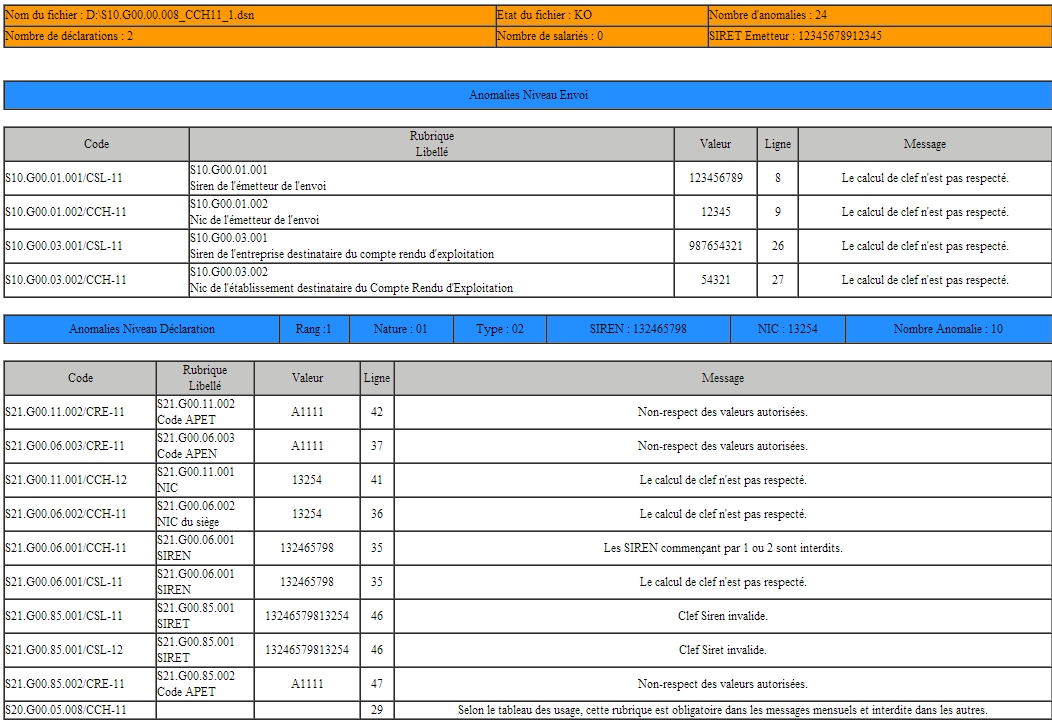 Nom du fichier : D:\S10.G00.00.008_CCH11_1.dsn Etat du fichier : KO Nombre d'anomalies : 24
Nombre de déclarations : 2 Nombre de salariés : 0 SIRET Emetteur : 12345678912345
Anomalies Niveau Envoi
Code Rubrique Libellé Valeur Ligne Message
S10.G00.01.001/CSL-11 S10.G00.01.001 Siren de l'émetteur de l'envoi 123456789 8 Le calcul de clef n'est pas respecté.
S10.G00.01.002/CCH-11 S10.G00.01.002 Nic de l'émetteur de l'envoi 12345 9 Le calcul de clef n'est pas respecté.
S10.G00.03.001/CSL-11 S10.G00.03.001 Siren de l'entreprise destinataire du compte rendu d'exploitation 987654321 26 Le calcul de clef n'est pas respecté.
S10.G00.03.002/CCH-11 S10.G00.03.002 Nic de l'établissement destinataire du Compte Rendu d'Exploitation 54321 27 Le calcul de clef n'est pas respecté.
Anomalies Niveau Déclaration Rang :1 Nature : 01 Type : 02 SIREN : 132465798 NIC : 13254 Nombre Anomalie : 10
Code Rubrique Libellé Valeur Ligne Message
S21.G00.11.002/CRE-11 S21.G00.11.002 Code APET A1111 42 Non-respect des valeurs autorisées.
S21.G00.06.003/CRE-11 S21.G00.06.003 Code APEN A1111 37 Non-respect des valeurs autorisées.
S21.G00.11.001/CCH-12 S21.G00.11.001 NIC 13254 41 Le calcul de clef n'est pas respecté.
S21.G00.06.002/CCH-11 S21.G00.06.002 NIC du siège 13254 36 Le calcul de clef n'est pas respecté.
S21.G00.06.001/CCH-11 S21.G00.06.001 SIREN 132465798 35 Les SIREN commençant par 1 ou 2 sont interdits.
S21.G00.06.001/CSL-11 S21.G00.06.001 SIREN 132465798 35 Le calcul de clef n'est pas respecté.
S21.G00.85.001/CSL-11 S21.G00.85.001 SIRET 13246579813254 46 Clef Siren invalide.
S21.G00.85.001/CSL-12 S21.G00.85.001 SIRET 13246579813254 46 Clef Siret invalide.
S21.G00.85.002/CRE-11 S21.G00.85.002 Code APET A1111 47 Non-respect des valeurs autorisées.
S20.G00.05.008/CCH-11 29 Selon le tableau des usage, cette rubrique est obligatoire dans les messages mensuels et interdite dans les autres.